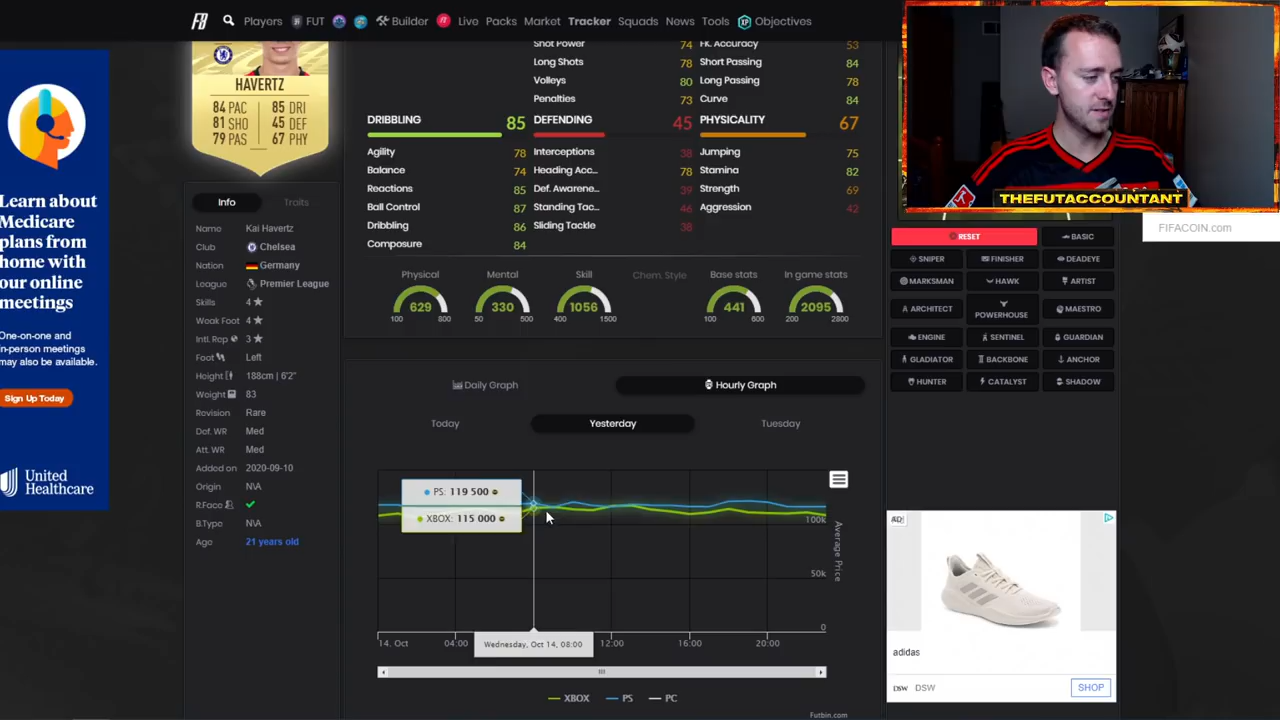 Players FUT Builder Live Packs Market Tracker Squads News Tools Objectives
HAVERTZ
84 PAC 85 DRI
81 SHO 45 DEF
79 PAS 67 PHY
Shot Power 74
Long Shots 78
Volleys 80
Penalties 73
FK. Accuracy 53
Short Passing 84
Long Passing 78
Curve 84
DRIBBLING 85
Agility 78
Balance 74
Reactions 85
Ball Control 87
Dribbling 86
Composure 84
DEFENDING 45
Interceptions 38
Heading Acc... 78
Def. Awarene... 39
Standing Tac... 46
Sliding Tackle 38
PHYSICALITY 67
Jumping 75
Stamina 82
Strength 69
Aggression 42
Physical 629 100 800
Mental 330 50 500
Skill 1056 400 1500
Chem. Style
Base stats 441 100 600
In game stats 2095 200 2800
Info Traits
Name Kai Havertz
Club Chelsea
Nation Germany
League Premier League
Skills 4
Weak Foot 4
Intl. Rep 3
Foot Left
Height 188cm | 6'2"
Weight 83
Revision Rare
Def. WR Med
Att. WR Med
Added on 2020-09-10
Origin N\A
R.Face
B.Type N\A
Age 21 years old
Daily Graph Hourly Graph
Today Yesterday Tuesday
PS: 119 500
XBOX: 115 000
100k
50k
0
Average Price
14. Oct 04:00 Wednesday, Oct 14, 08:00 12:00 16:00 20:00
XBOX PS PC
Futbin.com
THEFUTACCOUNTANT
FIFACOIN.com
RESET BASIC
SNIPER FINISHER DEADEYE
MARKSMAN HAWK ARTIST
ARCHITECT POWERHOUSE MAESTRO
ENGINE SENTINEL GUARDIAN
GLADIATOR BACKBONE ANCHOR
HUNTER CATALYST SHADOW
Learn about
Medicare
plans from
home with
our online
meetings
One-on-one and
in-person meetings
may also be available.
Sign Up Today
United
Healthcare
AD
adidas
DSW DSW SHOP